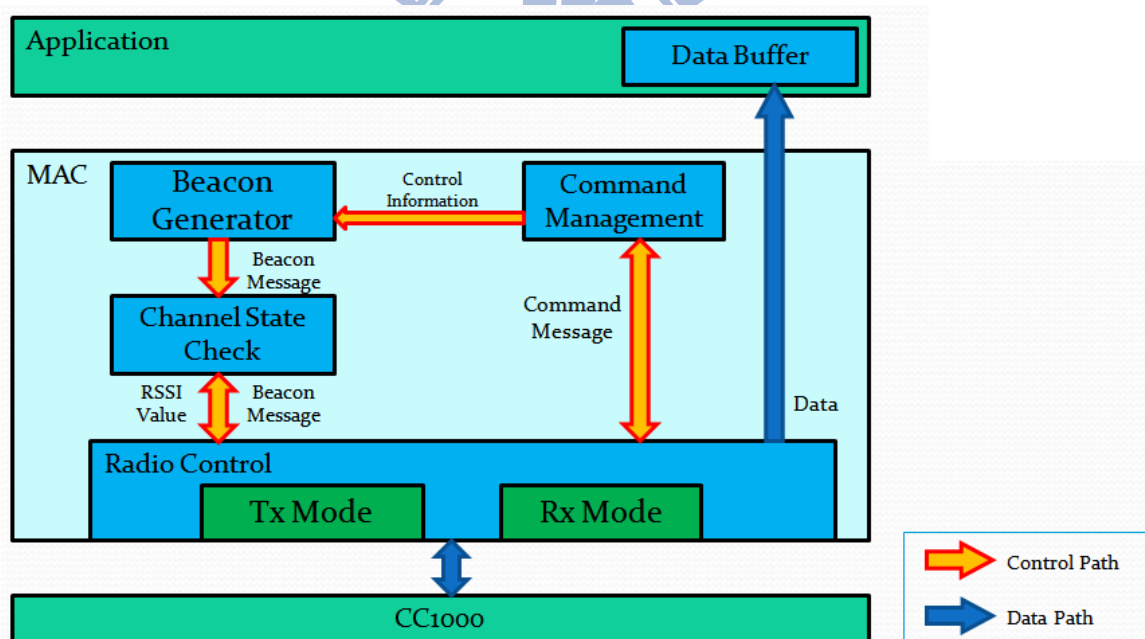 Application
Data Buffer
MAC
Beacon
Generator
Control
Information
Command
Management
Beacon
Message
Channel State
Check
Command
Message
RSSI
Value
Beacon
Message
Data
Radio Control
Tx Mode
Rx Mode
CC1000
Control Path
Data Path